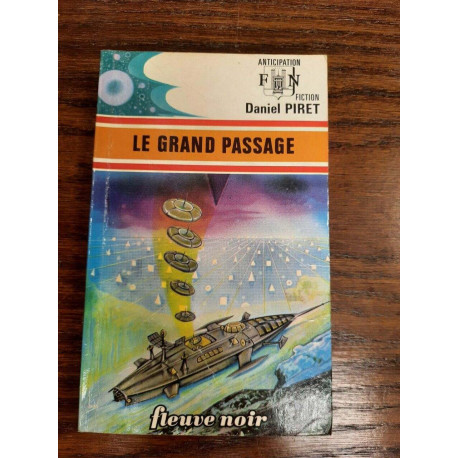 ANTICIPATION
FN
FICTION
Daniel PIRET
LE GRAND PASSAGE
fleuve noir